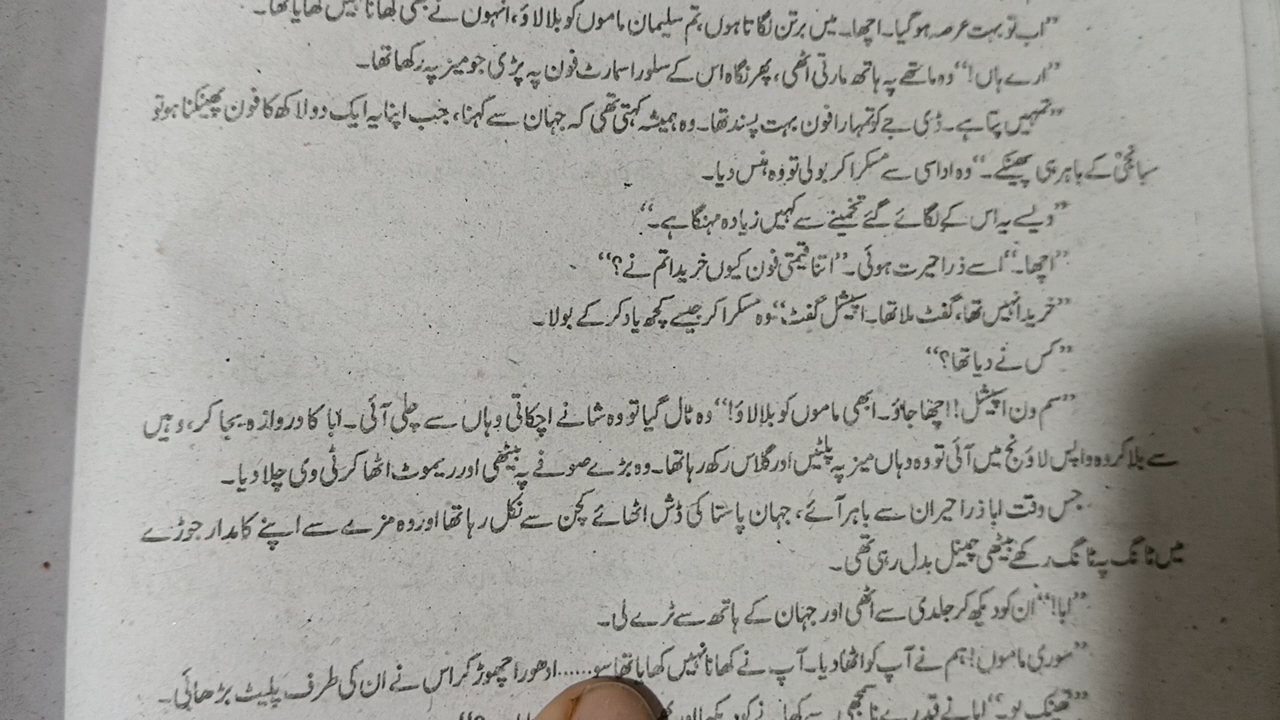 ”اب تو بہت عرصہ ہو گیا۔ اچھا۔ میں برتن لگاتا ہوں، تم سلیمان ماموں کو بلا لاؤ، انہوں نے بھی کھانا نہیں کھایا تھا۔
”ارے ہاں!“ وہ ماتھے پہ ہاتھ مارتی اٹھی، پھر نگاہ اس کے سلور اسمارٹ فون پہ پڑی جو میز پہ رکھا تھا۔
”تمہیں پتا ہے۔ ڈی جے کو تمہارا فون بہت پسند تھا۔ وہ ہمیشہ کہتی تھی کہ جہان سے کہنا، جب اپنا یہ ایک دو لاکھ کا فون پھینکنا ہو تو
سبانجی کے باہر ہی پھینکے۔“ وہ اداسی سے مسکرا کر بولی تو وہ ہنس دیا۔
”ویسے یہ اس کے لگائے گئے تخمینے سے کہیں زیادہ مہنگا ہے۔“
”اچھا۔“ اسے ذرا حیرت ہوئی۔ ”اتنا قیمتی فون کیوں خریدا تم نے؟“
”خریدا نہیں تھا، گفٹ ملا تھا۔ اسپیشل گفٹ“ وہ مسکرا کر جیسے کچھ یاد کر کے بولا۔
”کس نے دیا تھا؟“
”سم ون اسپیشل! اچھا جاؤ۔ ابھی ماموں کو بلا لاؤ!“ وہ ٹال گیا تو وہ شانے اچکاتی وہاں سے چلی آئی۔ ابا کا دروازہ بجا کر، وہیں
سے بلا کر وہ واپس لاؤنج میں آئی تو وہ وہاں میز پہ پلیٹیں اور گلاس رکھ رہا تھا۔ وہ بڑے صوفے پہ بیٹھی اور ریموٹ اٹھا کر ٹی وی چلا دیا۔
جس وقت ابا ذرا حیران سے باہر آئے، جہان پاستا کی ڈش اٹھائے کچن سے نکل رہا تھا اور وہ مزے سے اپنے کامدار جوڑے
میں ٹانگ پہ ٹانگ رکھے بیٹھی چینل بدل رہی تھی۔
”ابا!“ ان کو دیکھ کر جلدی سے اٹھی اور جہان کے ہاتھ سے ٹرے لی۔
”سوری ماموں! ہم نے آپ کو اٹھا دیا۔ آپ نے کھانا نہیں کھایا تھا سو......ادھورا چھوڑ کر اس نے ان کی طرف پلیٹ بڑھائی۔
”تھینک یو۔“ ابا نے قدرے ناسمجھی سے کھانے کو دیکھا اور